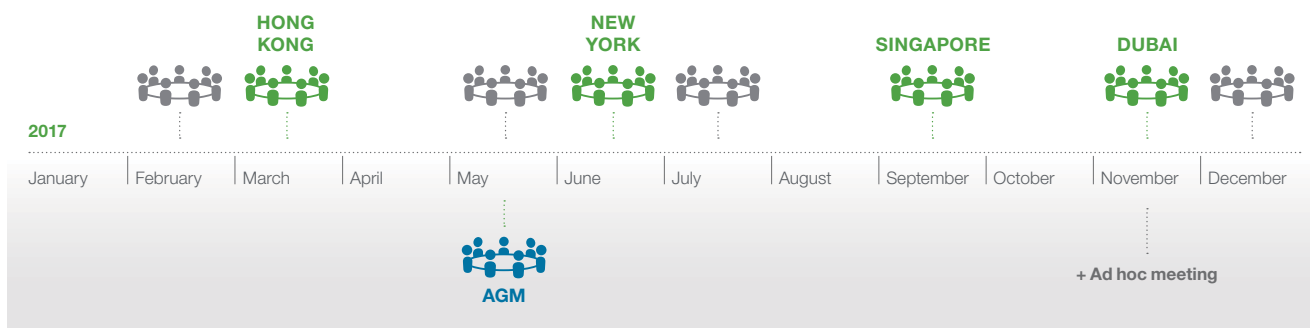 HONG
KONG
NEW
YORK
SINGAPORE
DUBAI
2017
January
February
March
April
May
June
July
August
September
October
November
December
+ Ad hoc meeting
AGM